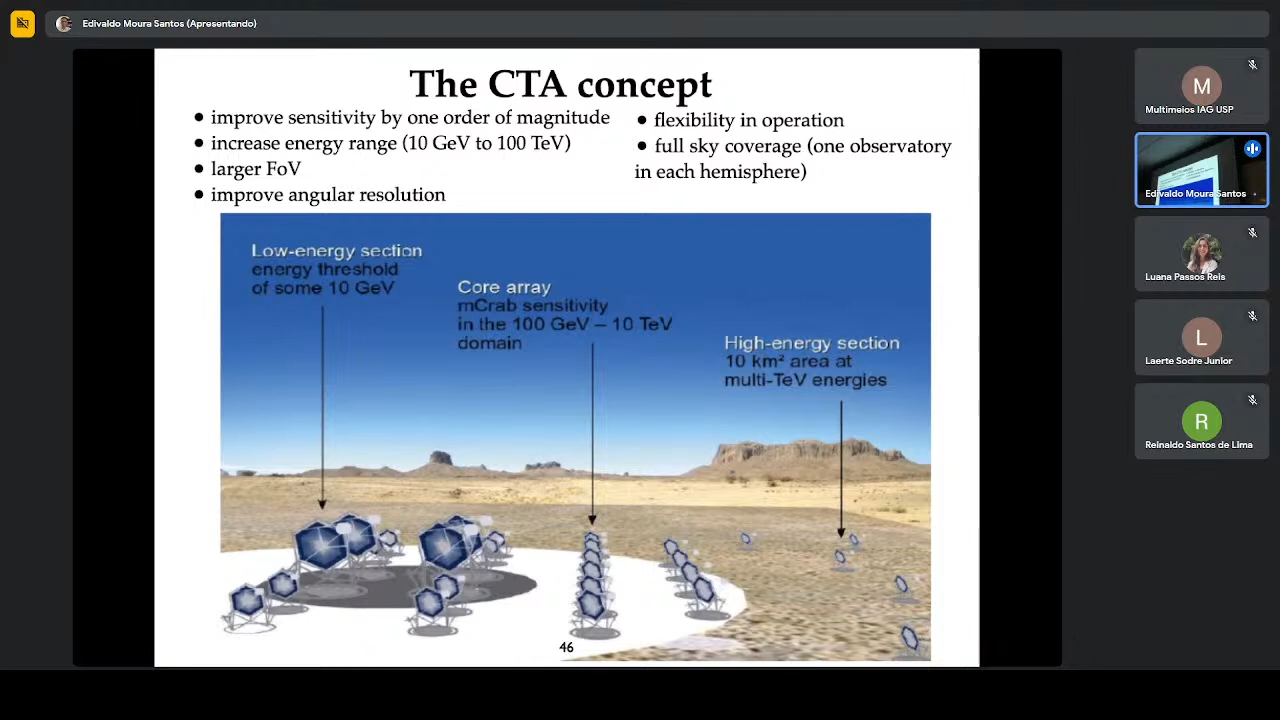 Edivaldo Moura Santos (Apresentando)
The CTA concept
• improve sensitivity by one order of magnitude
• increase energy range (10 GeV to 100 TeV)
• larger FoV
• improve angular resolution
• flexibility in operation
• full sky coverage (one observatory
in each hemisphere)
Low-energy section
energy threshold
of some 10 GeV
Core array
mCrab sensitivity
in the 100 GeV – 10 TeV
domain
High-energy section
10 km² area at
multi-TeV energies
46
M
Multimeios IAG USP
Edivaldo Moura Santos
Luana Passos Reis
L
Laerte Sodre Junior
R
Reinaldo Santos de Lima